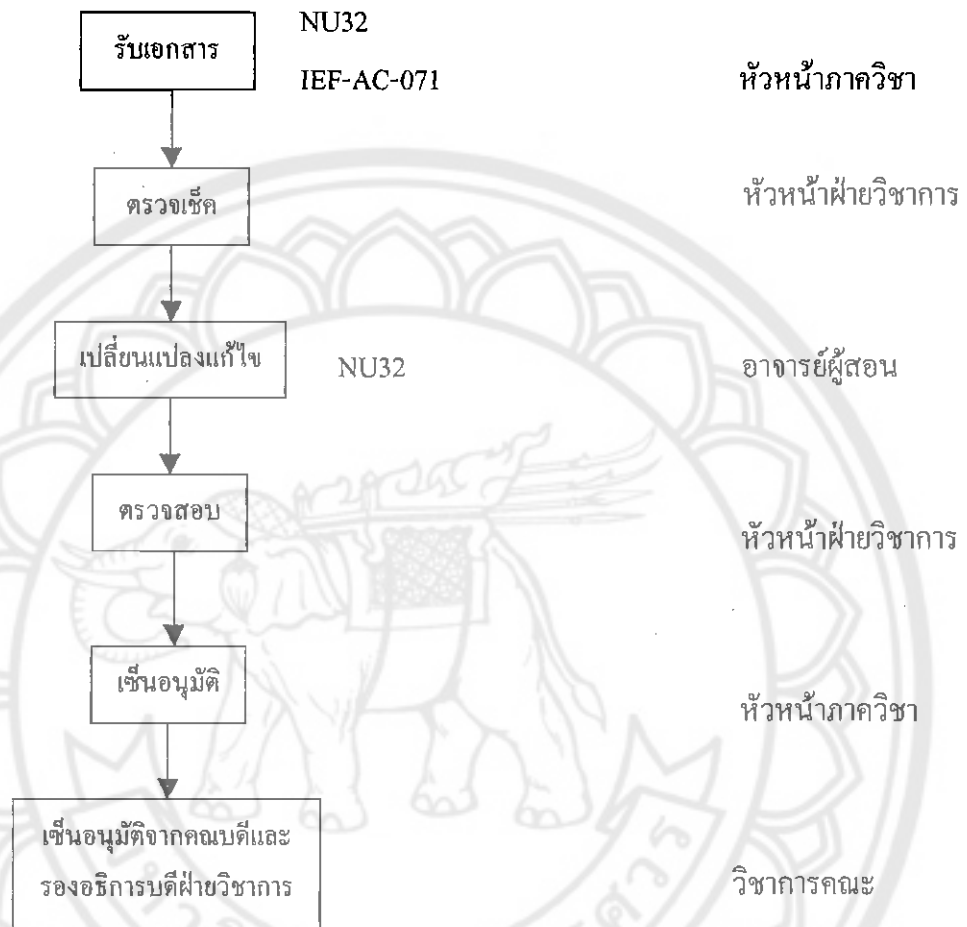 NU32
รับเอกสาร
IEF-AC-071
หัวหน้าภาควิชา
ตรวจเช็ค
หัวหน้าฝ่ายวิชาการ
เปลี่ยนแปลงแก้ไข
NU32
อาจารย์ผู้สอน
ตรวจสอบ
หัวหน้าฝ่ายวิชาการ
เซ็นอนุมัติ
หัวหน้าภาควิชา
เซ็นอนุมัติจากคณบดีและ
รองอธิการบดีฝ่ายวิชาการ
วิชาการคณะ